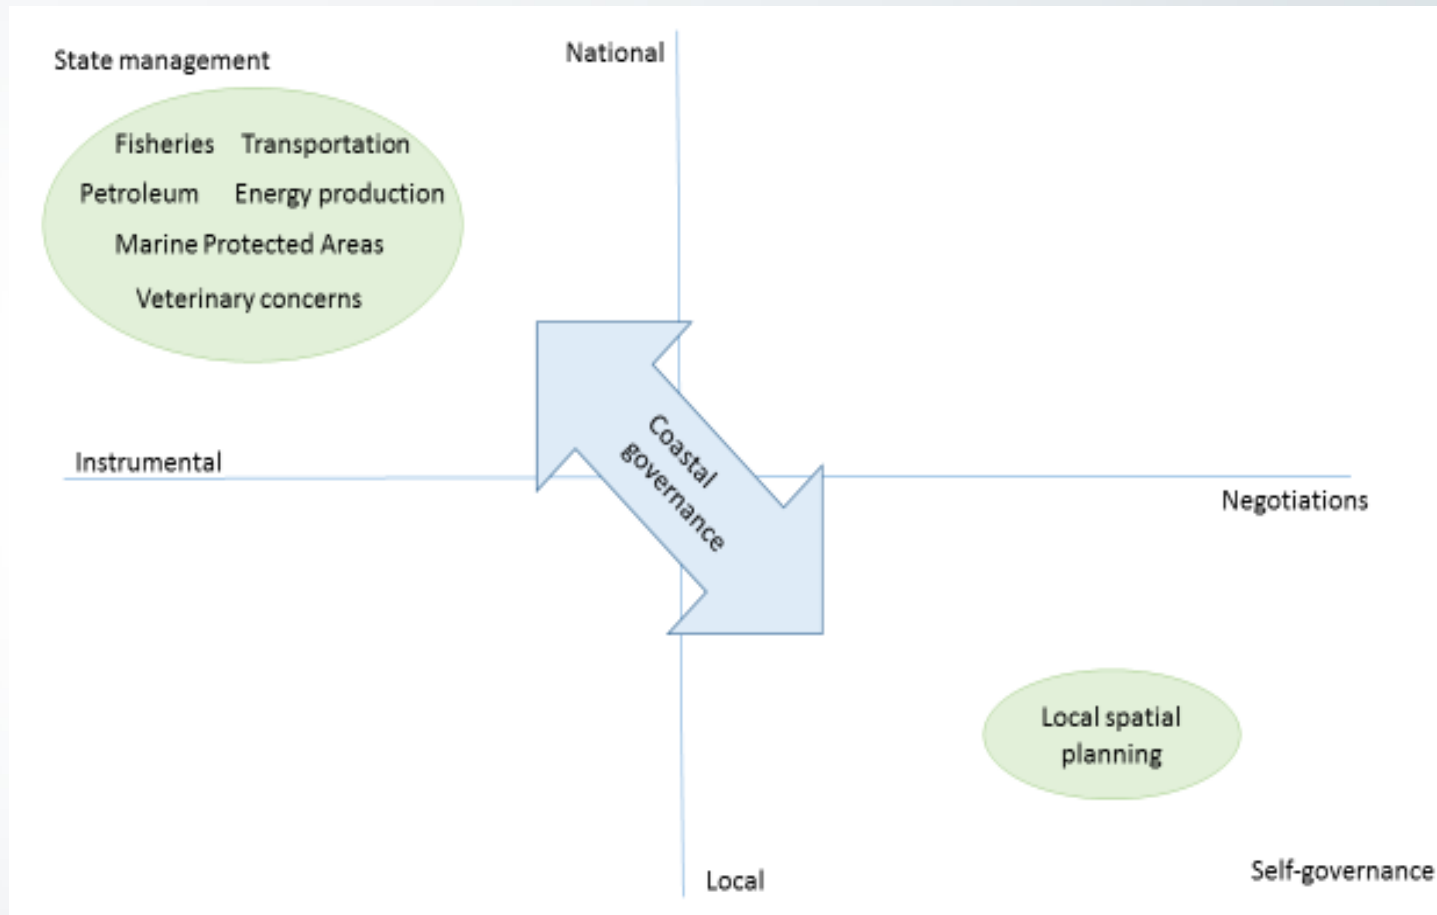 State management
National
Fisheries Transportation
Petroleum Energy production
Marine Protected Areas
Veterinary concerns
Coastal
governance
Instrumental
Negotiations
Local spatial
planning
Local
Self-governance